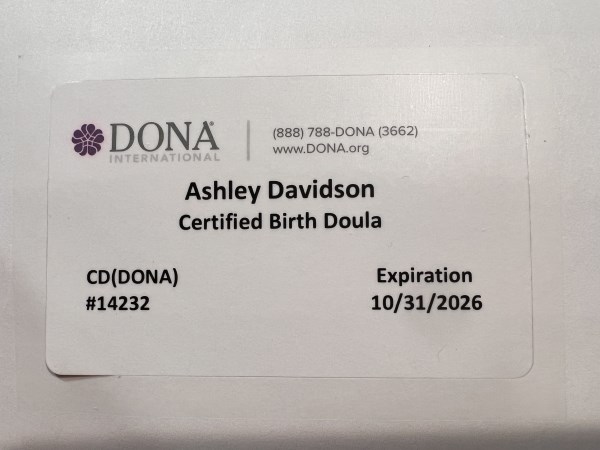 DONA®
INTERNATIONAL
(888) 788-DONA (3662)
www.DONA.org
Ashley Davidson
Certified Birth Doula
CD(DONA)
#14232
Expiration
10/31/2026